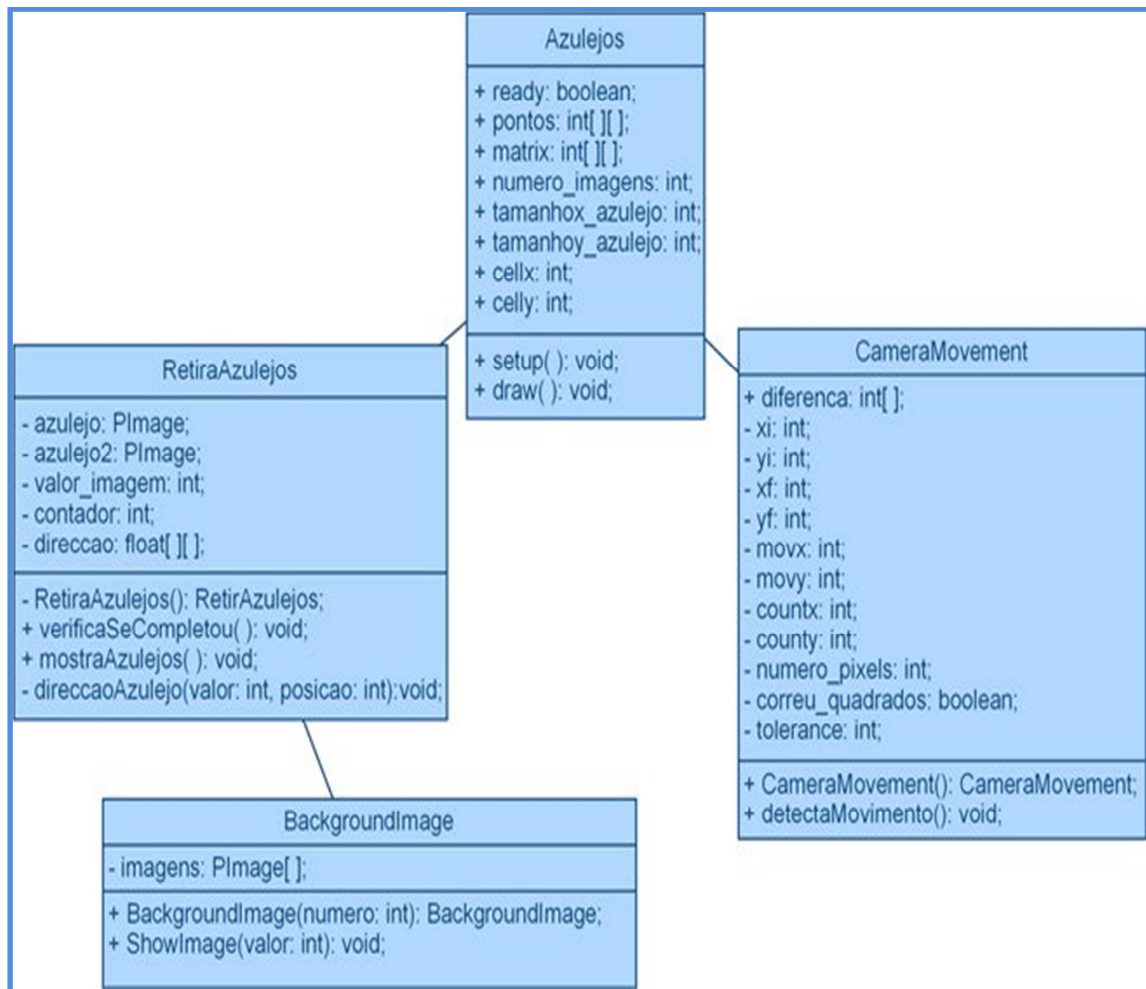 Azulejos
+ ready: boolean;
+ pontos: int[ ][ ];
+ matrix: int[ ][ ];
+ numero_imagens: int;
+ tamanhox_azulejo: int;
+ tamanhoy_azulejo: int;
+ cellx: int;
+ celly: int;
+ setup( ): void;
+ draw( ): void;
RetiraAzulejos
- azulejo: PImage;
- azulejo2: PImage;
- valor_imagem: int;
- contador: int;
- direccao: float[ ][ ];
- RetiraAzulejos(): RetirAzulejos;
+ verificaSeCompletou( ): void;
+ mostraAzulejos( ): void;
- direccaoAzulejo(valor: int, posicao: int):void;
CameraMovement
+ diferenca: int[ ];
- xi: int;
- yi: int;
- xf: int;
- yf: int;
- movx: int;
- movy: int;
- countx: int;
- county: int;
- numero_pixels: int;
- correu_quadrados: boolean;
- tolerance: int;
+ CameraMovement(): CameraMovement;
+ detectaMovimento(): void;
BackgroundImage
- imagens: PImage[ ];
+ BackgroundImage(numero: int): BackgroundImage;
+ ShowImage(valor: int): void;